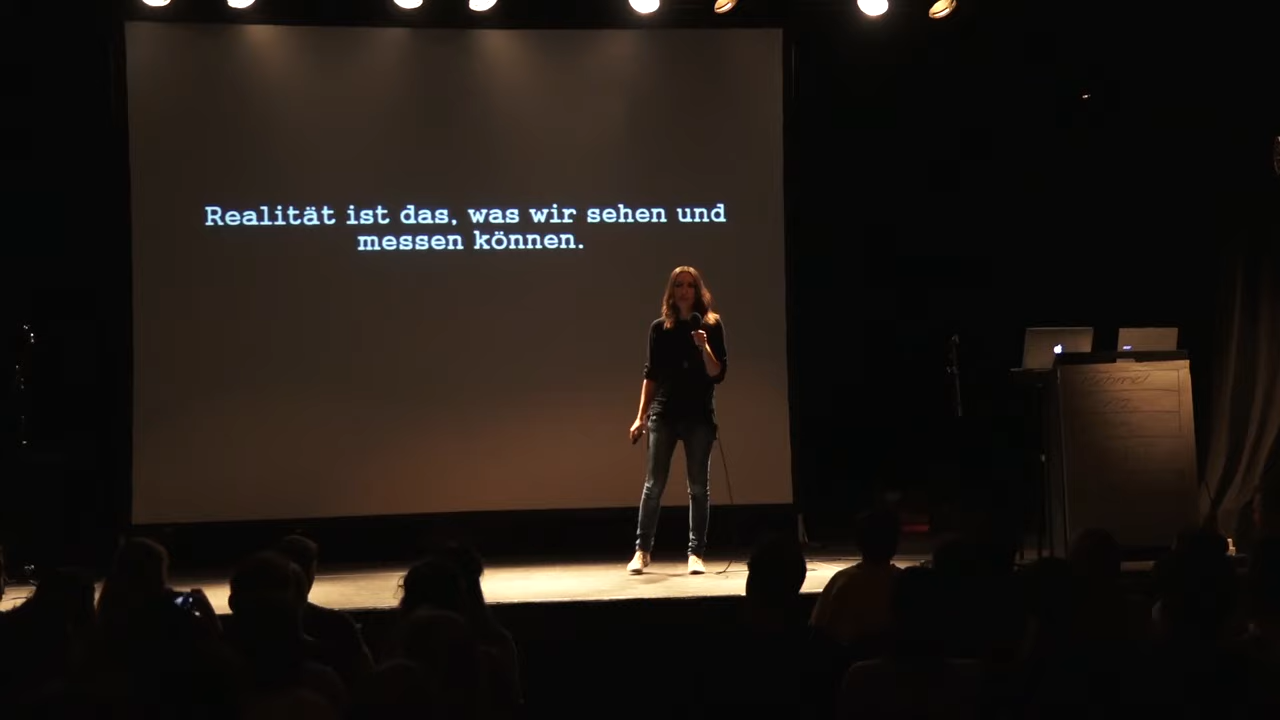 Realität ist das, was wir sehen und
messen können.